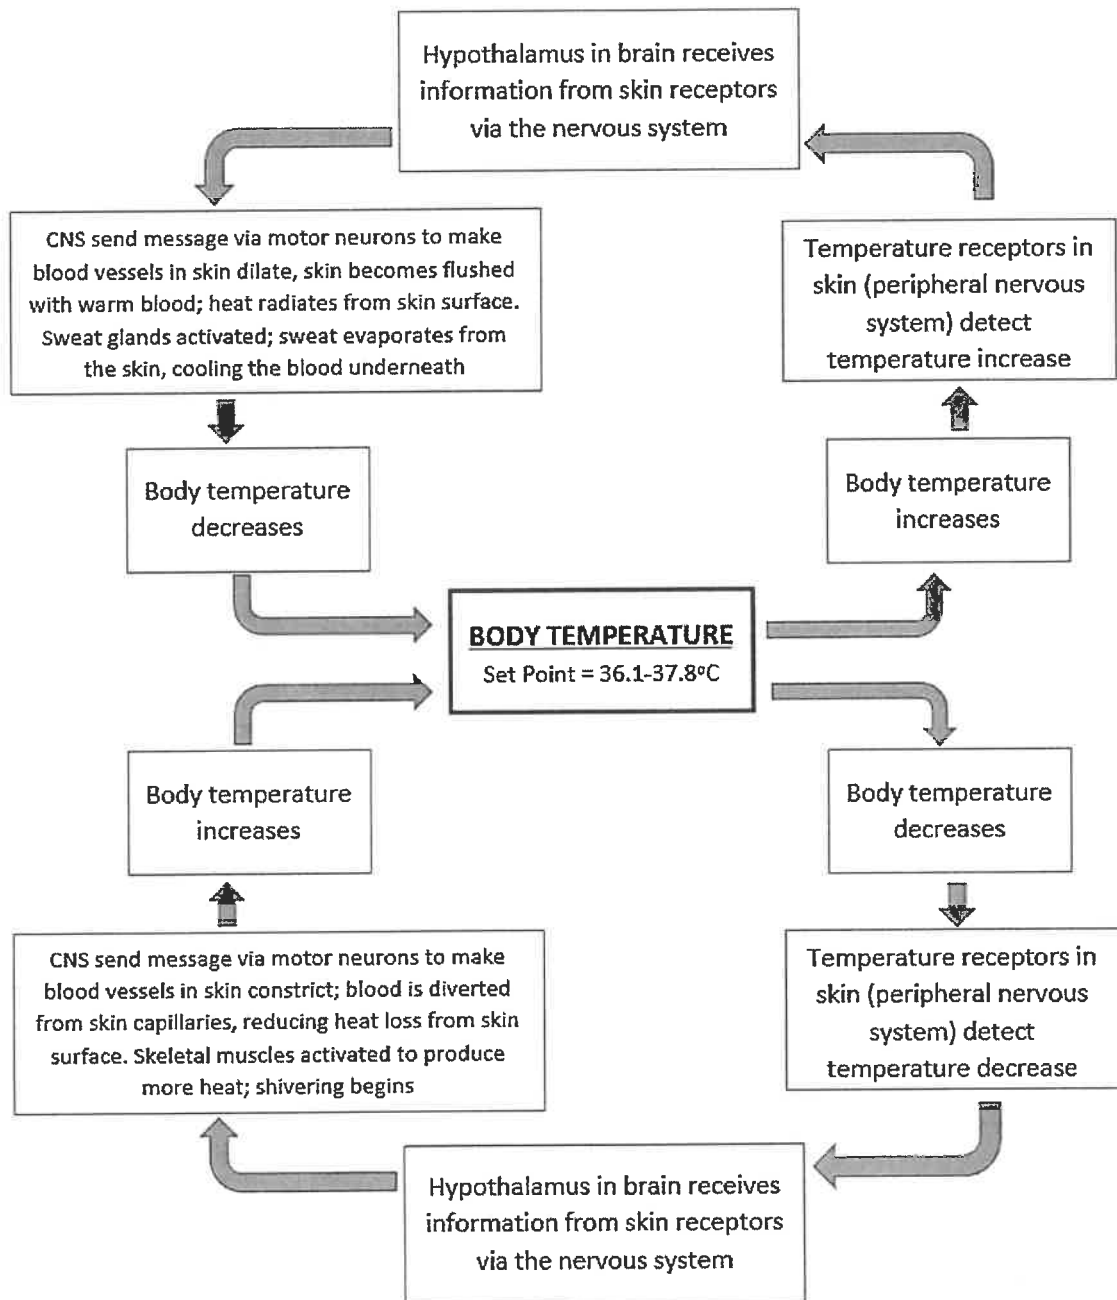 Hypothalamus in brain receives
information from skin receptors
via the nervous system
CNS send message via motor neurons to make
blood vessels in skin dilate, skin becomes flushed
with warm blood; heat radiates from skin surface.
Sweat glands activated; sweat evaporates from
the skin, cooling the blood underneath
Temperature receptors in
skin (peripheral nervous
system) detect
temperature increase
Body temperature
decreases
Body temperature
increases
BODY TEMPERATURE
Set Point = 36.1-37.8ºC
Body temperature
increases
Body temperature
decreases
CNS send message via motor neurons to make
blood vessels in skin constrict; blood is diverted
from skin capillaries, reducing heat loss from skin
surface. Skeletal muscles activated to produce
more heat; shivering begins
Temperature receptors in
skin (peripheral nervous
system) detect
temperature decrease
Hypothalamus in brain receives
information from skin receptors
via the nervous system